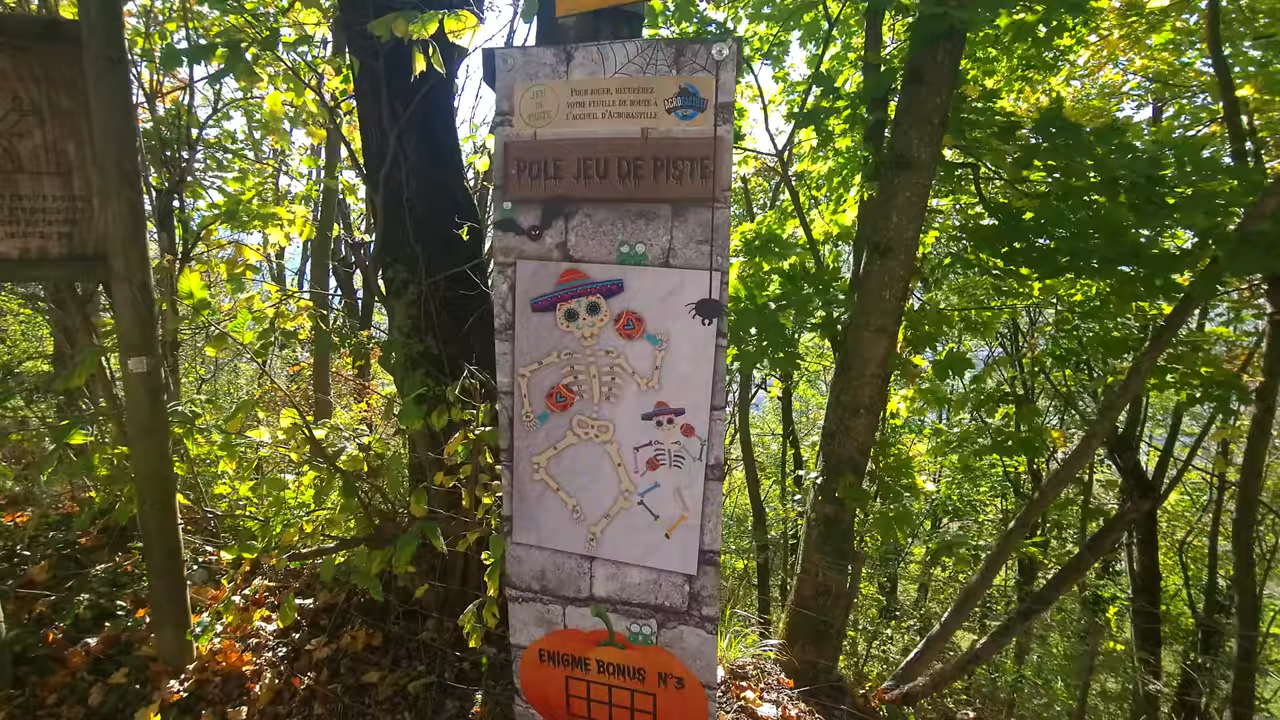 JEU
DE
PISTE
POUR JOUER, RECUPÉREZ
VOTRE FEUILLE DE ROUTE À
L'ACCUEIL D'ACROBASTILLE
ACROBASTILLE
POLE JEU DE PISTE
ENIGME BONUS N°3